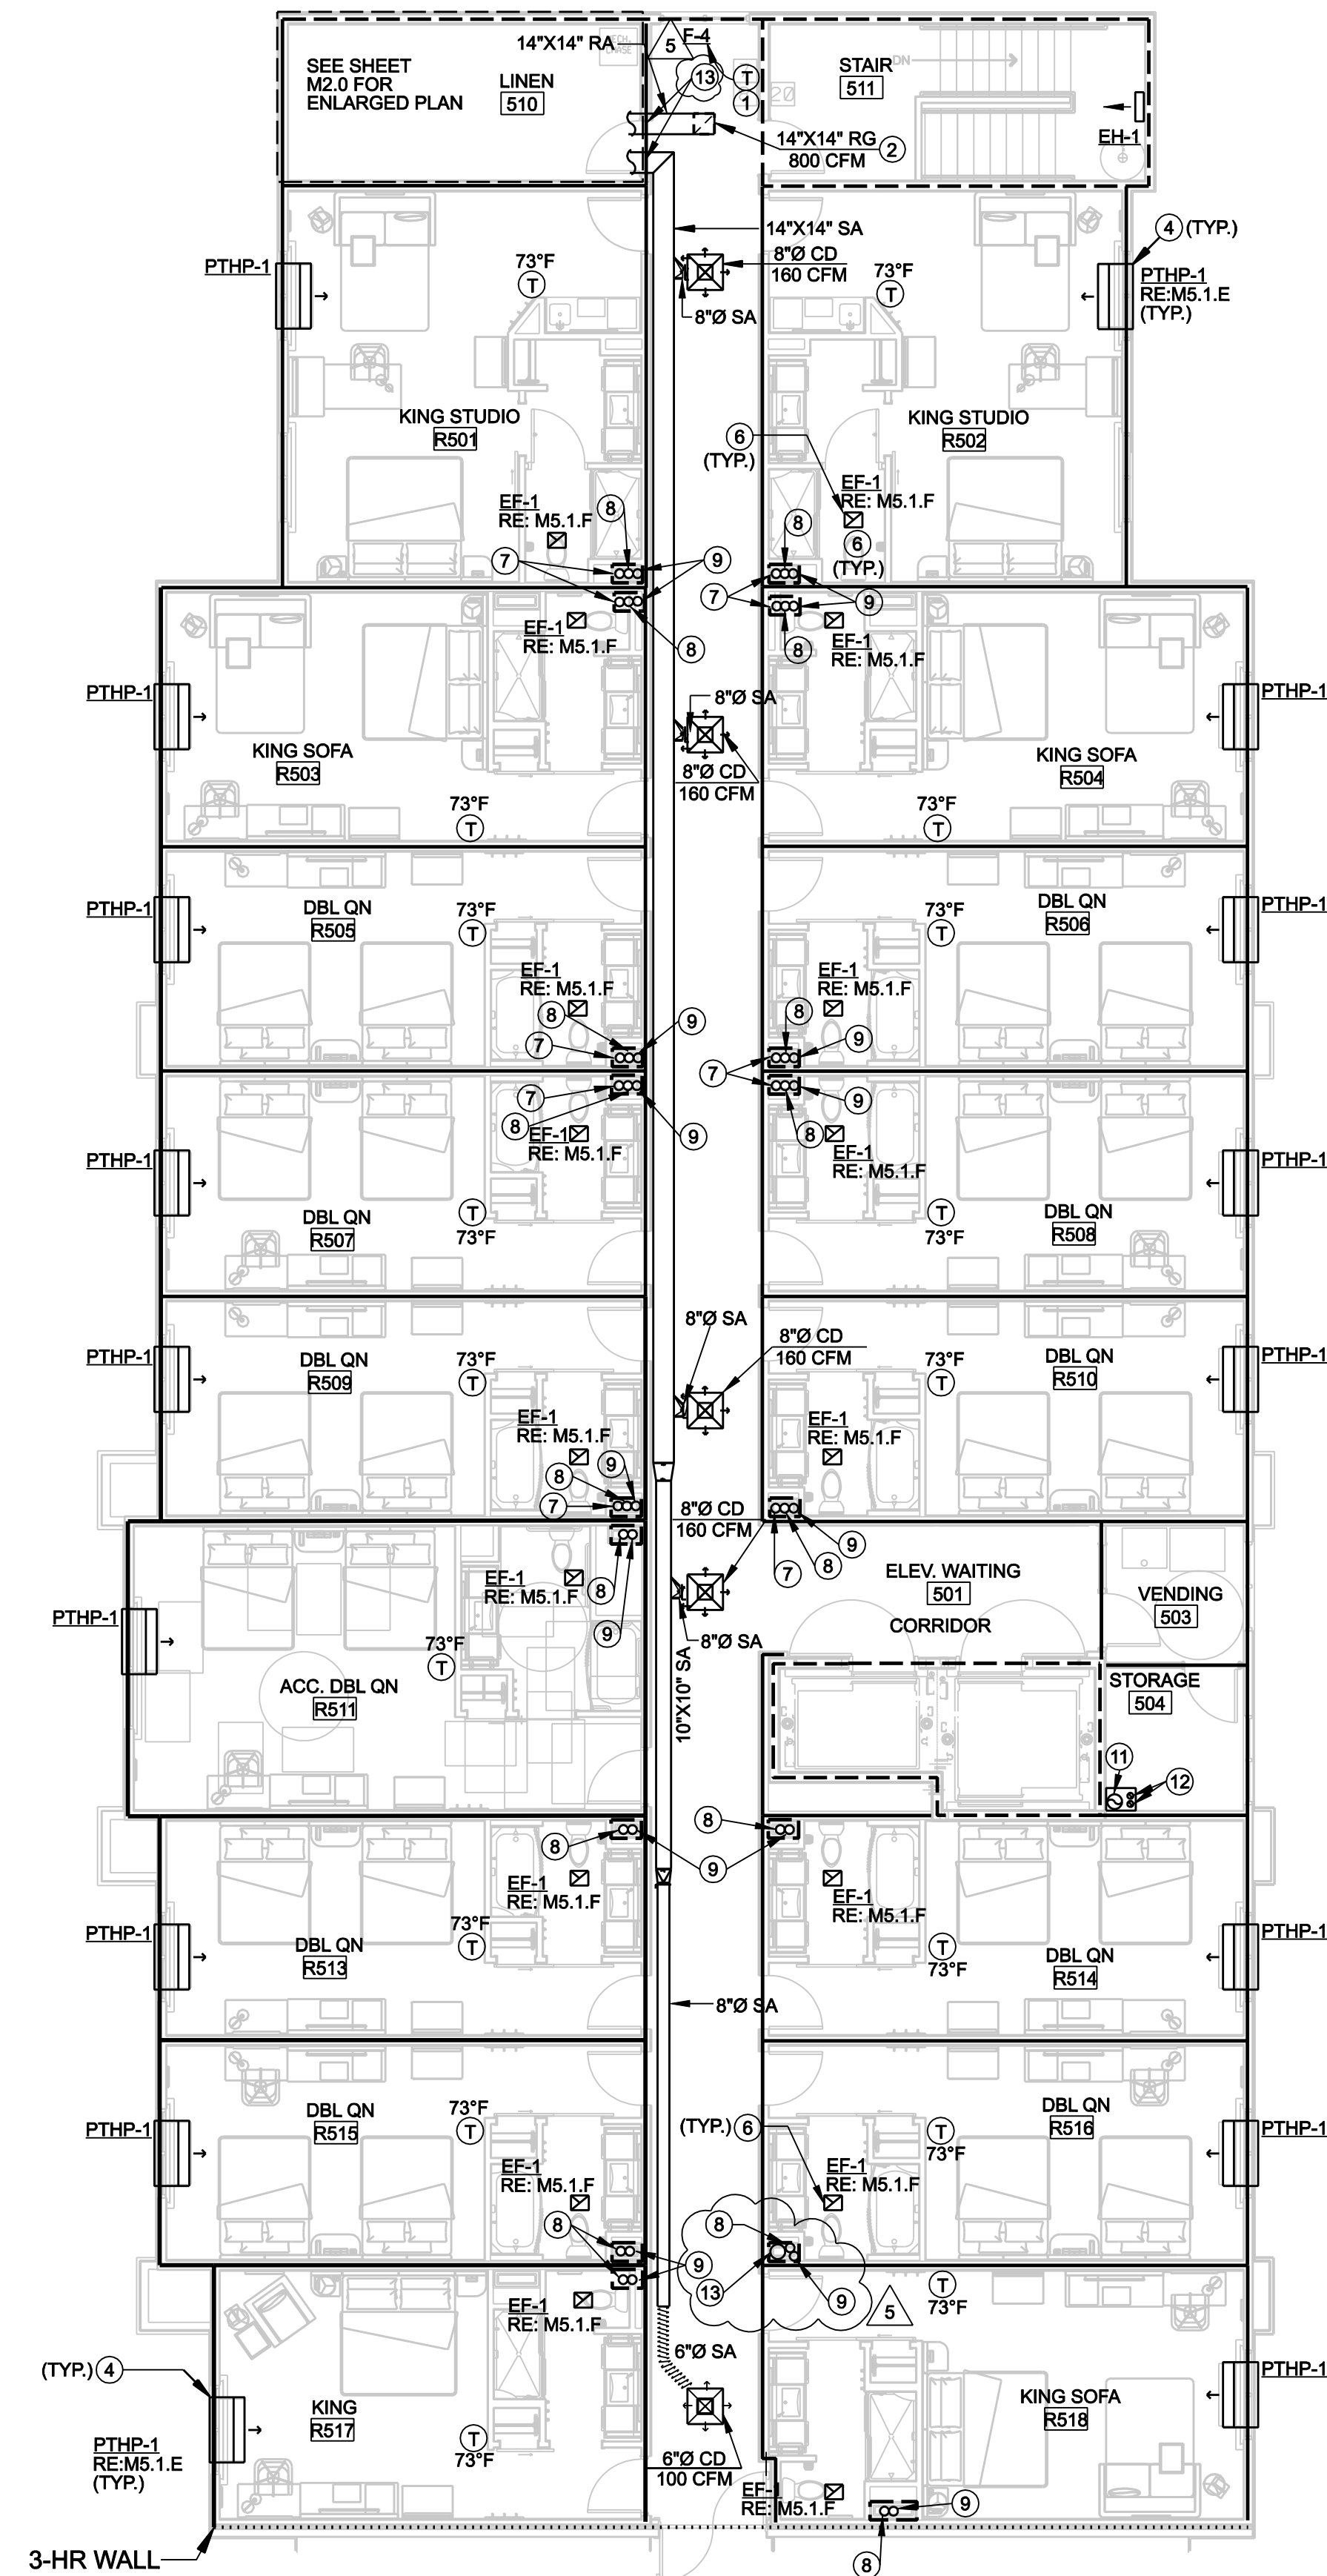 14"X14" RA
5
F-4
MECH. CHASE
SEE SHEET
M2.0 FOR
ENLARGED PLAN
LINEN
510
13
T
1
20
STAIR
511
DN
EH-1
14"X14" RG
800 CFM
2
14"X14" SA
4 (TYP.)
PTHP-1
73°F
T
8"Ø CD
160 CFM
73°F
T
PTHP-1
RE:M5.1.E
(TYP.)
8"Ø SA
KING STUDIO
R501
6
(TYP.)
KING STUDIO
R502
EF-1
RE: M5.1.F
8
EF-1
RE: M5.1.F
8
6
(TYP.)
7
9
7
9
EF-1
RE: M5.1.F
8
8
EF-1
RE: M5.1.F
PTHP-1
8"Ø SA
PTHP-1
KING SOFA
R503
8"Ø CD
160 CFM
KING SOFA
R504
73°F
T
73°F
T
PTHP-1
DBL QN
R505
73°F
T
73°F
T
DBL QN
R506
PTHP-1
EF-1
RE: M5.1.F
8
9
7
EF-1
RE: M5.1.F
8
9
7
7
8
9
EF-1
RE: M5.1.F
9
8
EF-1
RE: M5.1.F
PTHP-1
PTHP-1
DBL QN
R507
T
73°F
T
73°F
DBL QN
R508
8"Ø SA
8"Ø CD
160 CFM
PTHP-1
DBL QN
R509
73°F
T
73°F
T
DBL QN
R510
PTHP-1
EF-1
RE: M5.1.F
8
9
7
EF-1
RE: M5.1.F
8"Ø CD
160 CFM
9
8
7
EF-1
RE: M5.1.F
8
9
ELEV. WAITING
501
CORRIDOR
VENDING
503
PTHP-1
73°F
T
8"Ø SA
10"X10" SA
ACC. DBL QN
R511
STORAGE
504
11
12
8
9
8
EF-1
RE: M5.1.F
EF-1
RE: M5.1.F
PTHP-1
73°F
T
T
73°F
PTHP-1
DBL QN
R513
DBL QN
R514
8"Ø SA
DBL QN
R515
73°F
T
(TYP.) 6
T
73°F
DBL QN
R516
PTHP-1
PTHP-1
EF-1
RE: M5.1.F
EF-1
RE: M5.1.F
8
9
8
13
9
5
EF-1
RE: M5.1.F
T
73°F
6"Ø SA
(TYP.) 4
PTHP-1
KING
R517
KING SOFA
R518
T
73°F
PTHP-1
RE:M5.1.E
(TYP.)
6"Ø CD
100 CFM
EF-1
RE: M5.1.F
9
8
3-HR WALL